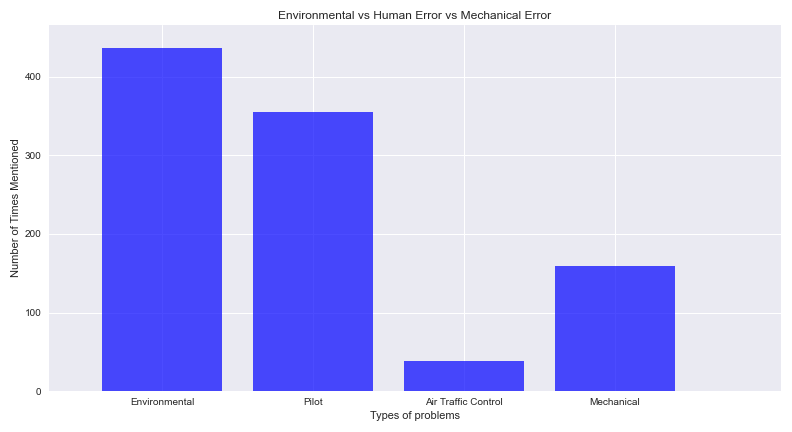 Environmental vs Human Error vs Mechanical Error
Number of Times Mentioned
400
300
200
100
0
Environmental
Pilot
Air Traffic Control
Mechanical
Types of problems